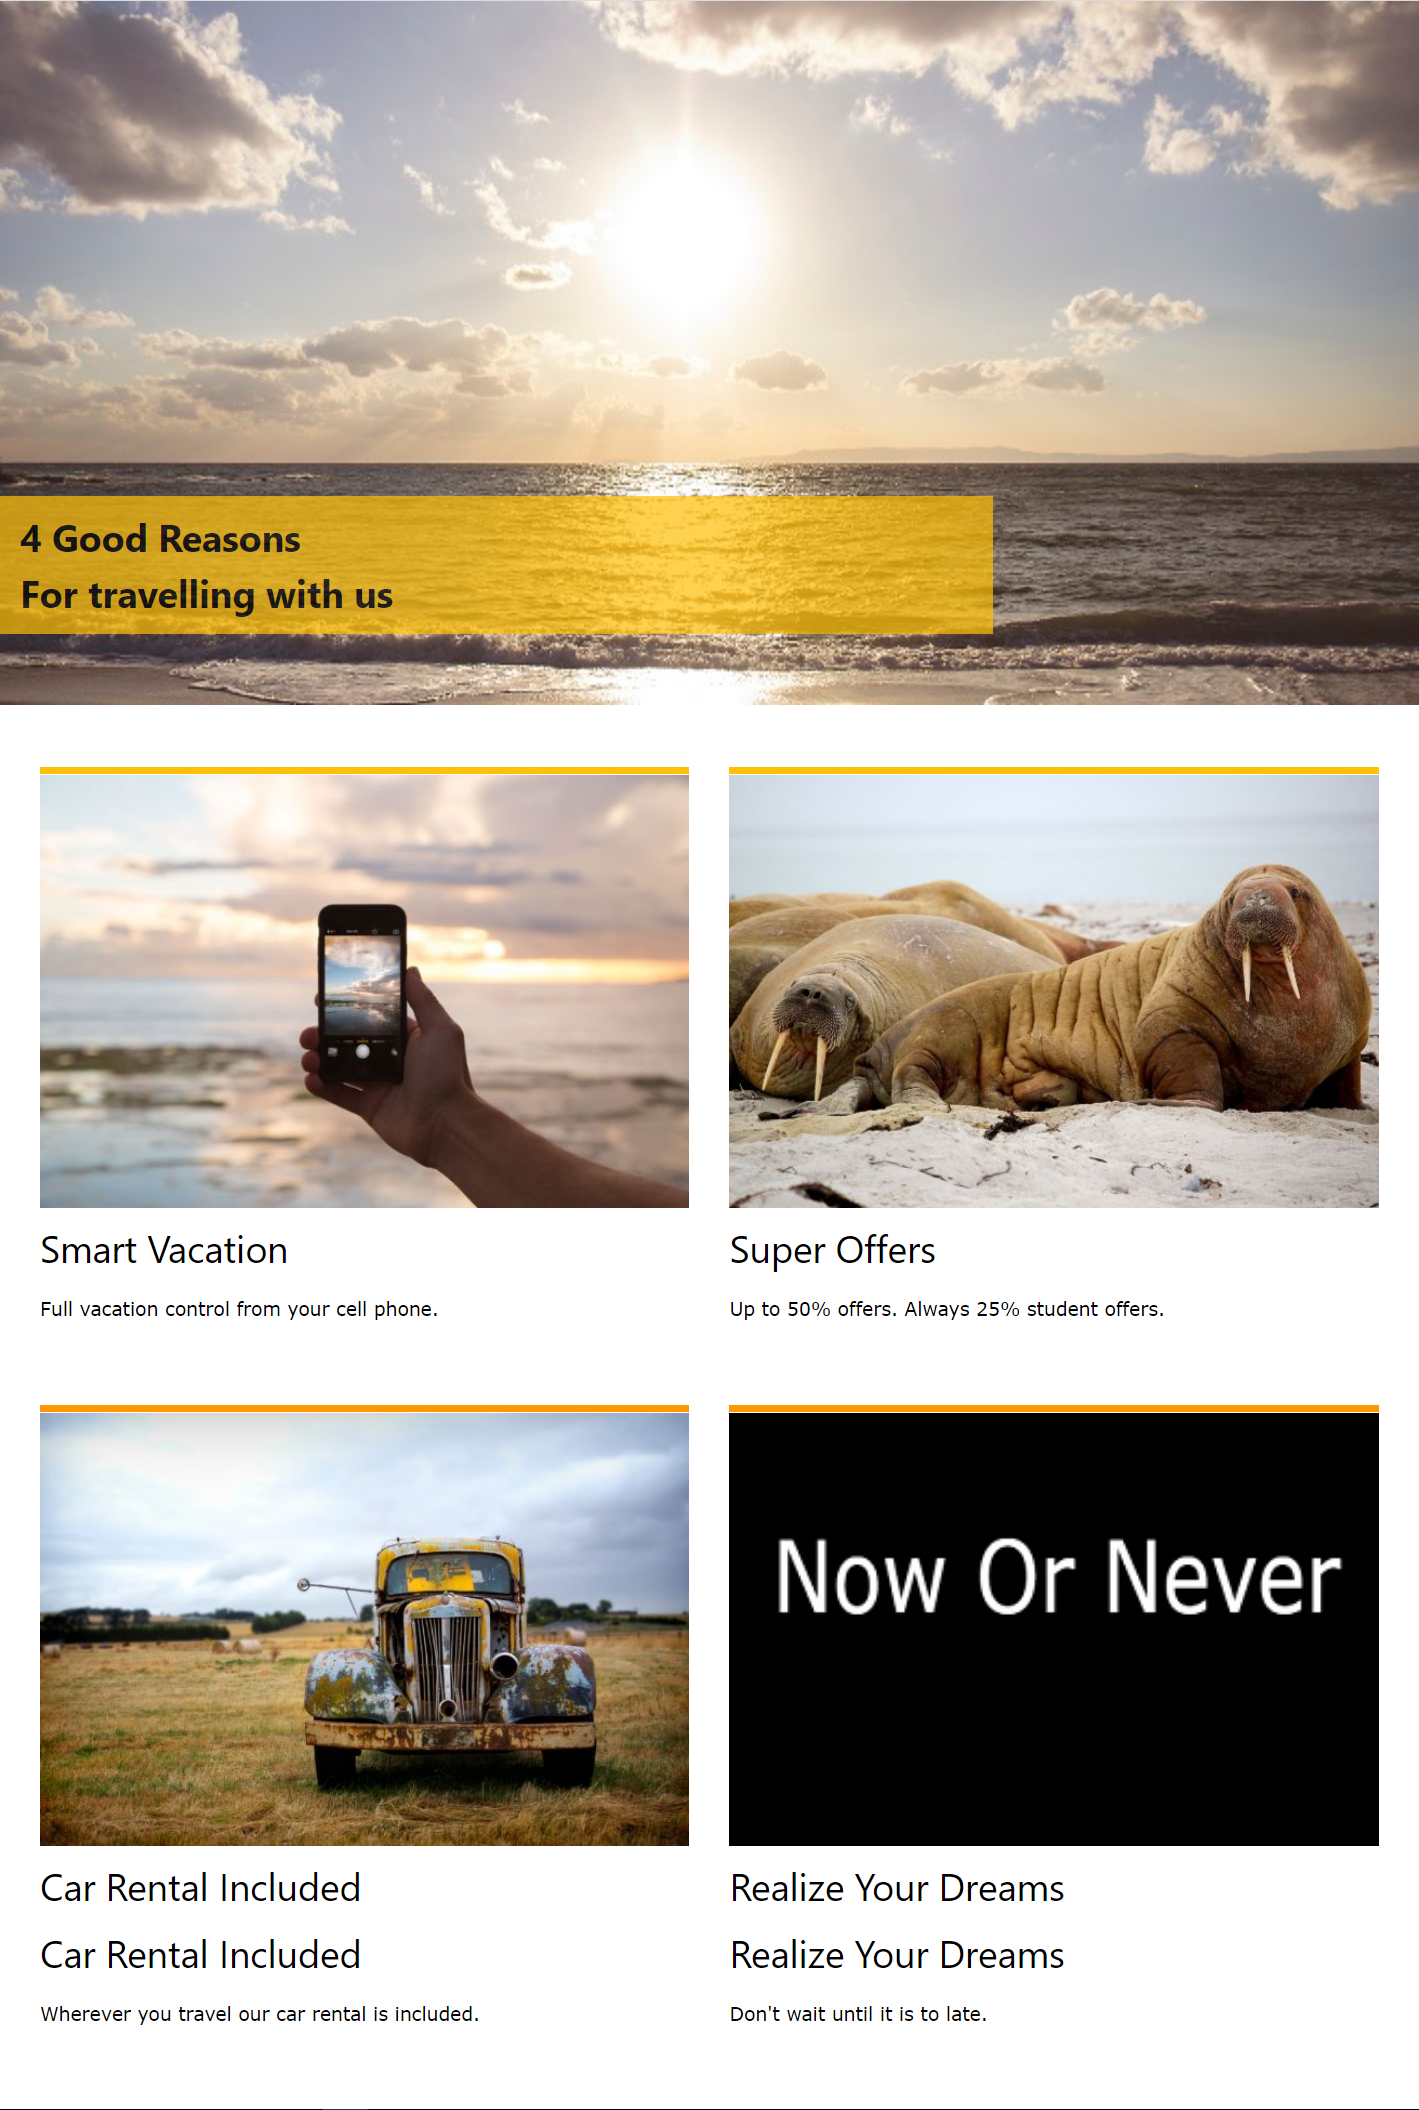 4 Good Reasons
For travelling with us
Smart Vacation
Full vacation control from your cell phone.
Super Offers
Up to 50% offers. Always 25% student offers.
Now Or Never
Car Rental Included
Car Rental Included
Wherever you travel our car rental is included.
Realize Your Dreams
Realize Your Dreams
Don't wait until it is to late.